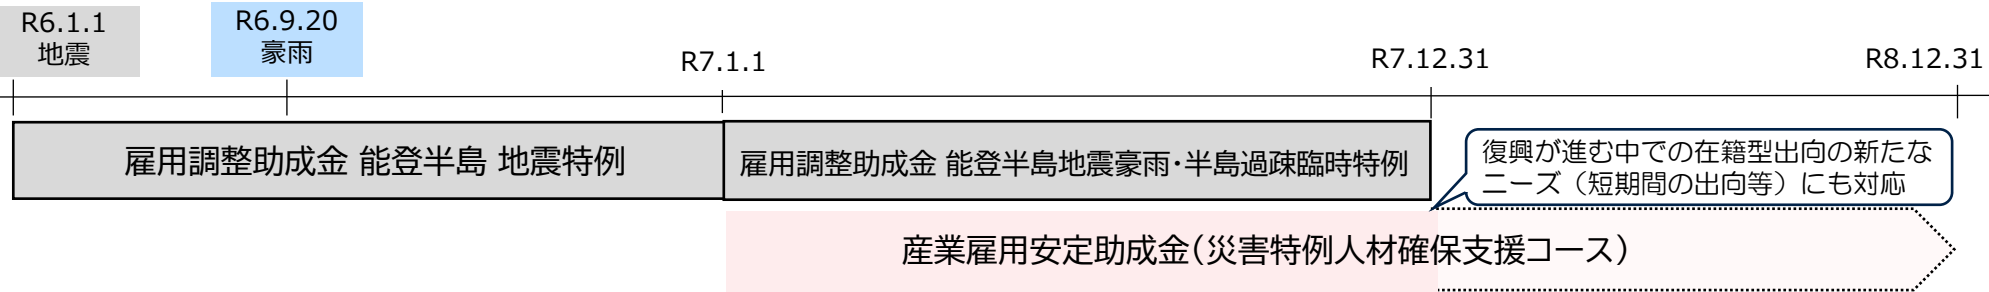 R6.1.1
地震
R6.9.20
豪雨
R7.1.1
R7.12.31
R8.12.31
雇用調整助成金 能登半島 地震特例
雇用調整助成金 能登半島地震豪雨・半島過疎臨時特例
復興が進む中での在籍型出向の新たな
ニーズ（短期間の出向等）にも対応
産業雇用安定助成金（災害特例人材確保支援コース）